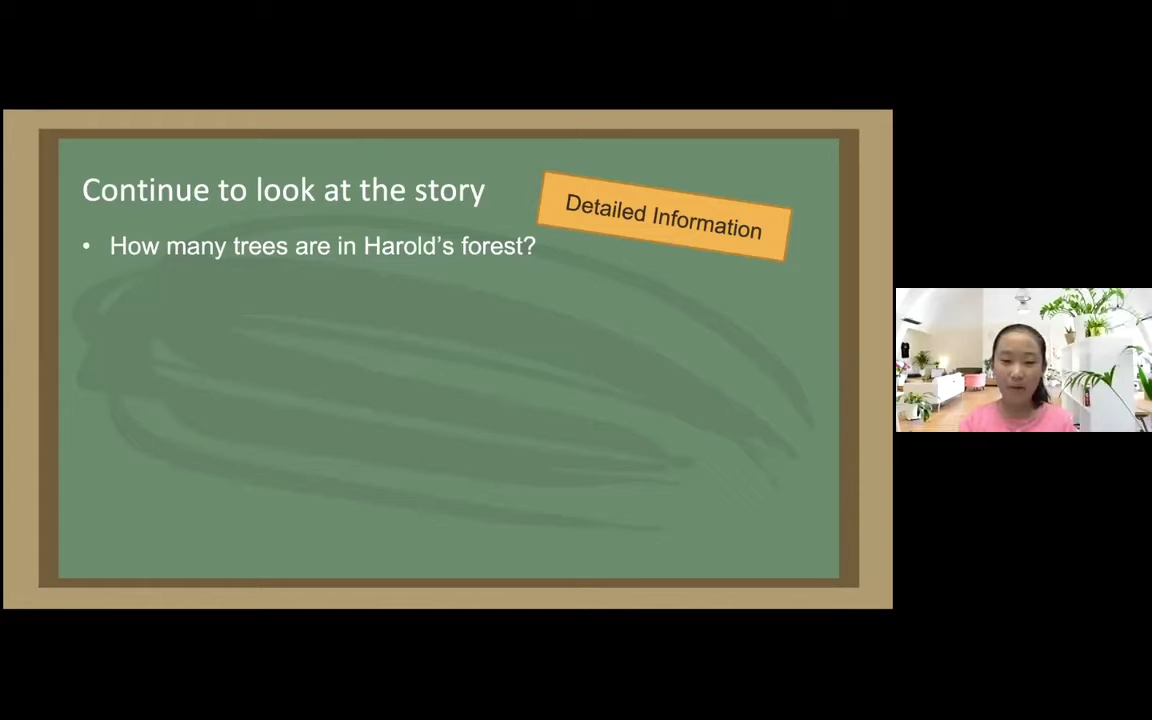 Continue to look at the story
Detailed Information
• How many trees are in Harold’s forest?